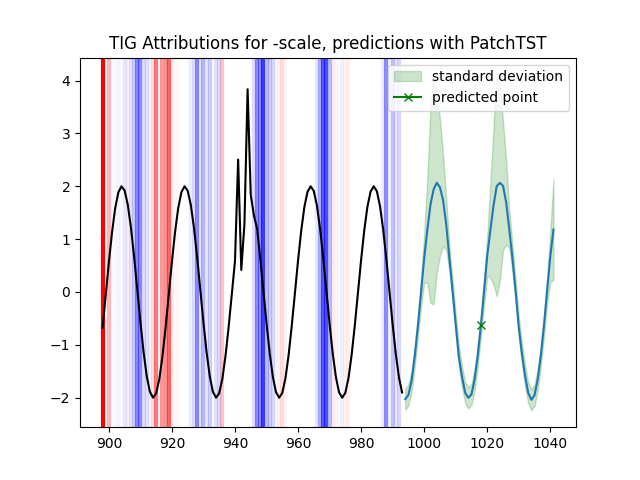 TIG Attributions for -scale, predictions with PatchTST
standard deviation
predicted point
4
3
2
1
0
−1
−2
900 920 940 960 980 1000 1020 1040